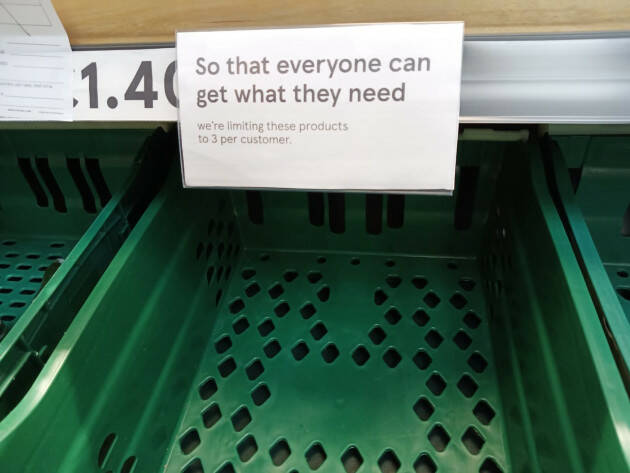 So that everyone can
get what they need
we're limiting these products
to 3 per customer.
1.40